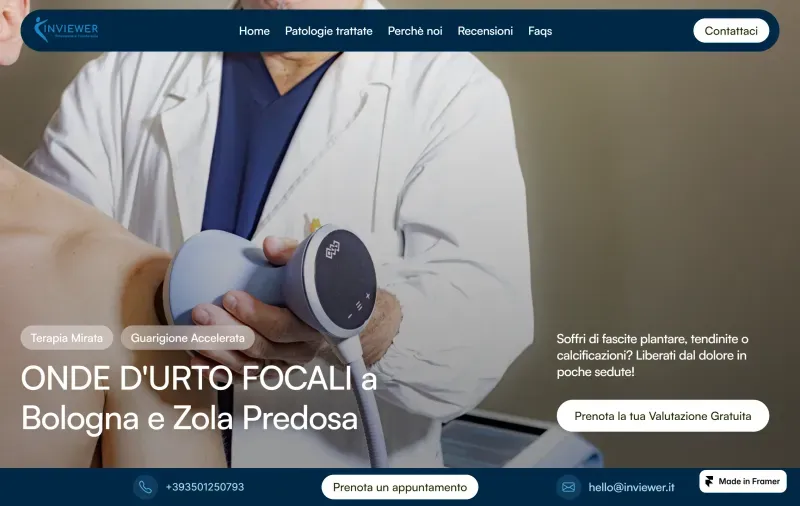 INVIEWER
Home
Patologie trattate
Perchè noi
Recensioni
Faqs
Contattaci
Terapia Mirata
Guarigione Accelerata
ONDE D'URTO FOCALI a
Bologna e Zola Predosa
Soffri di fascite plantare, tendinite o
calcificazioni? Liberati dal dolore in
poche sedute!
Prenota la tua Valutazione Gratuita
+393501250793
Prenota un appuntamento
hello@inviewer.it
Made in Framer